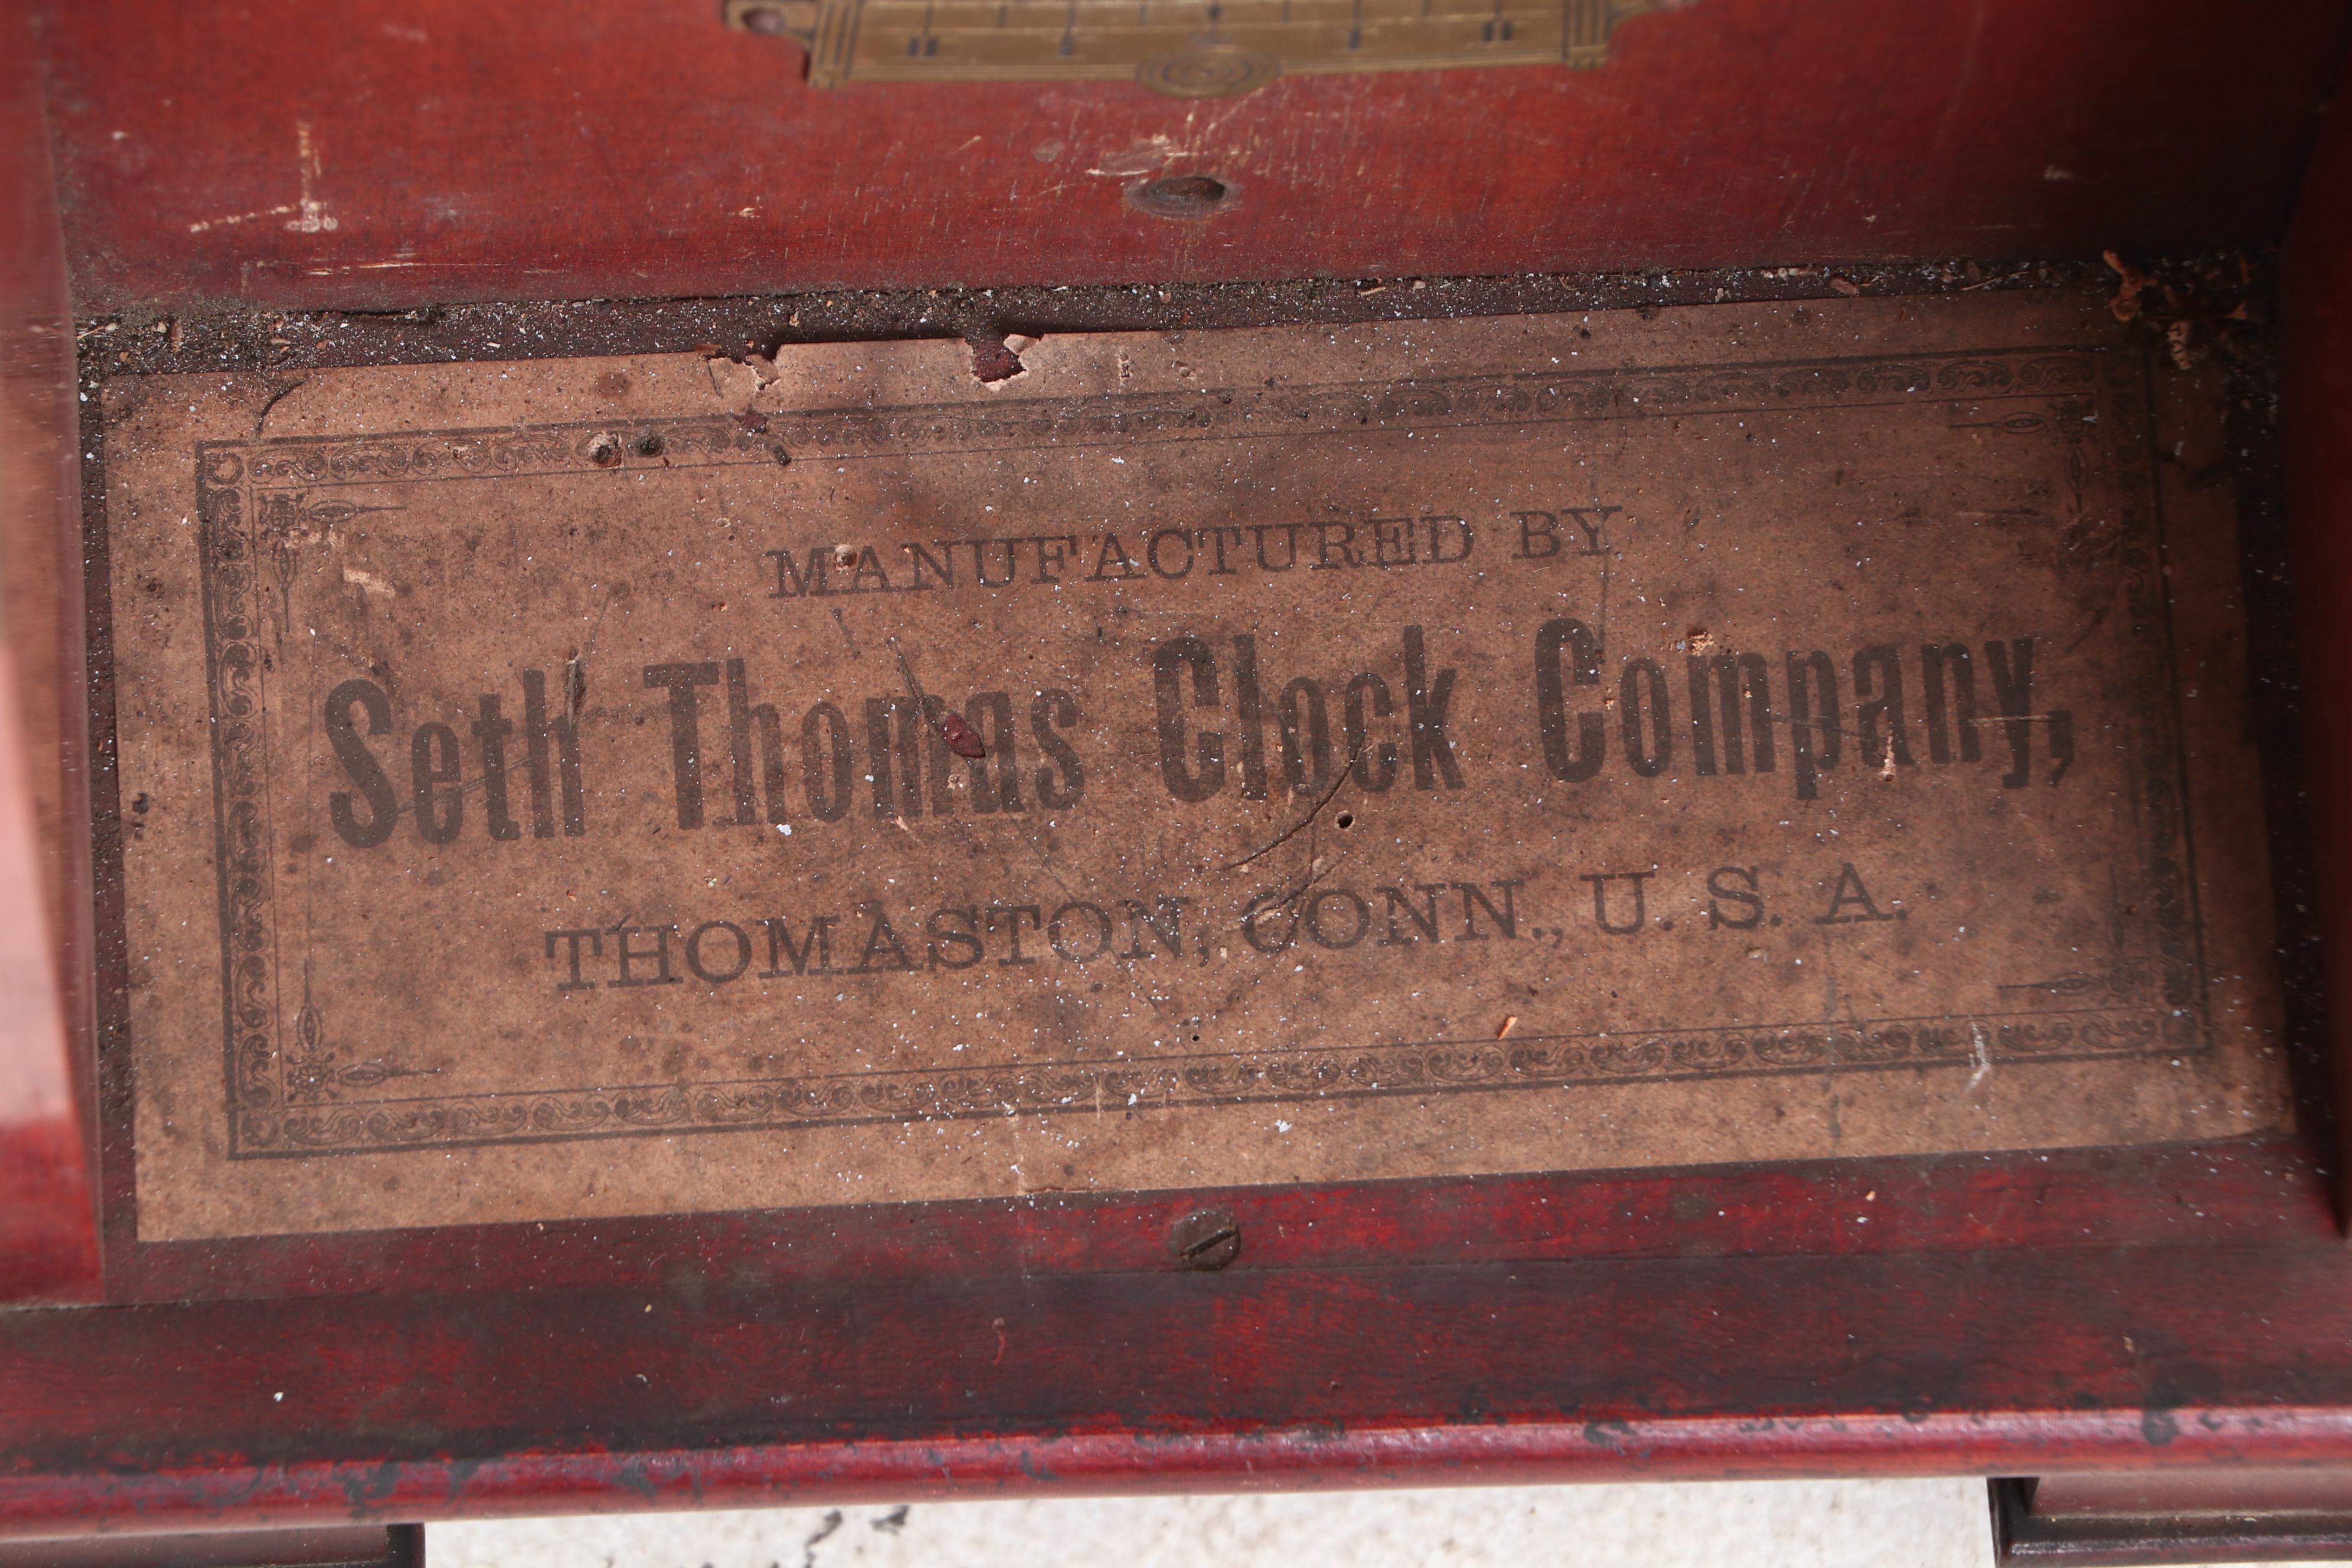 MANUFACTURED BY
Seth Thomas Clock Company,
THOMASTON, CONN., U. S. A.